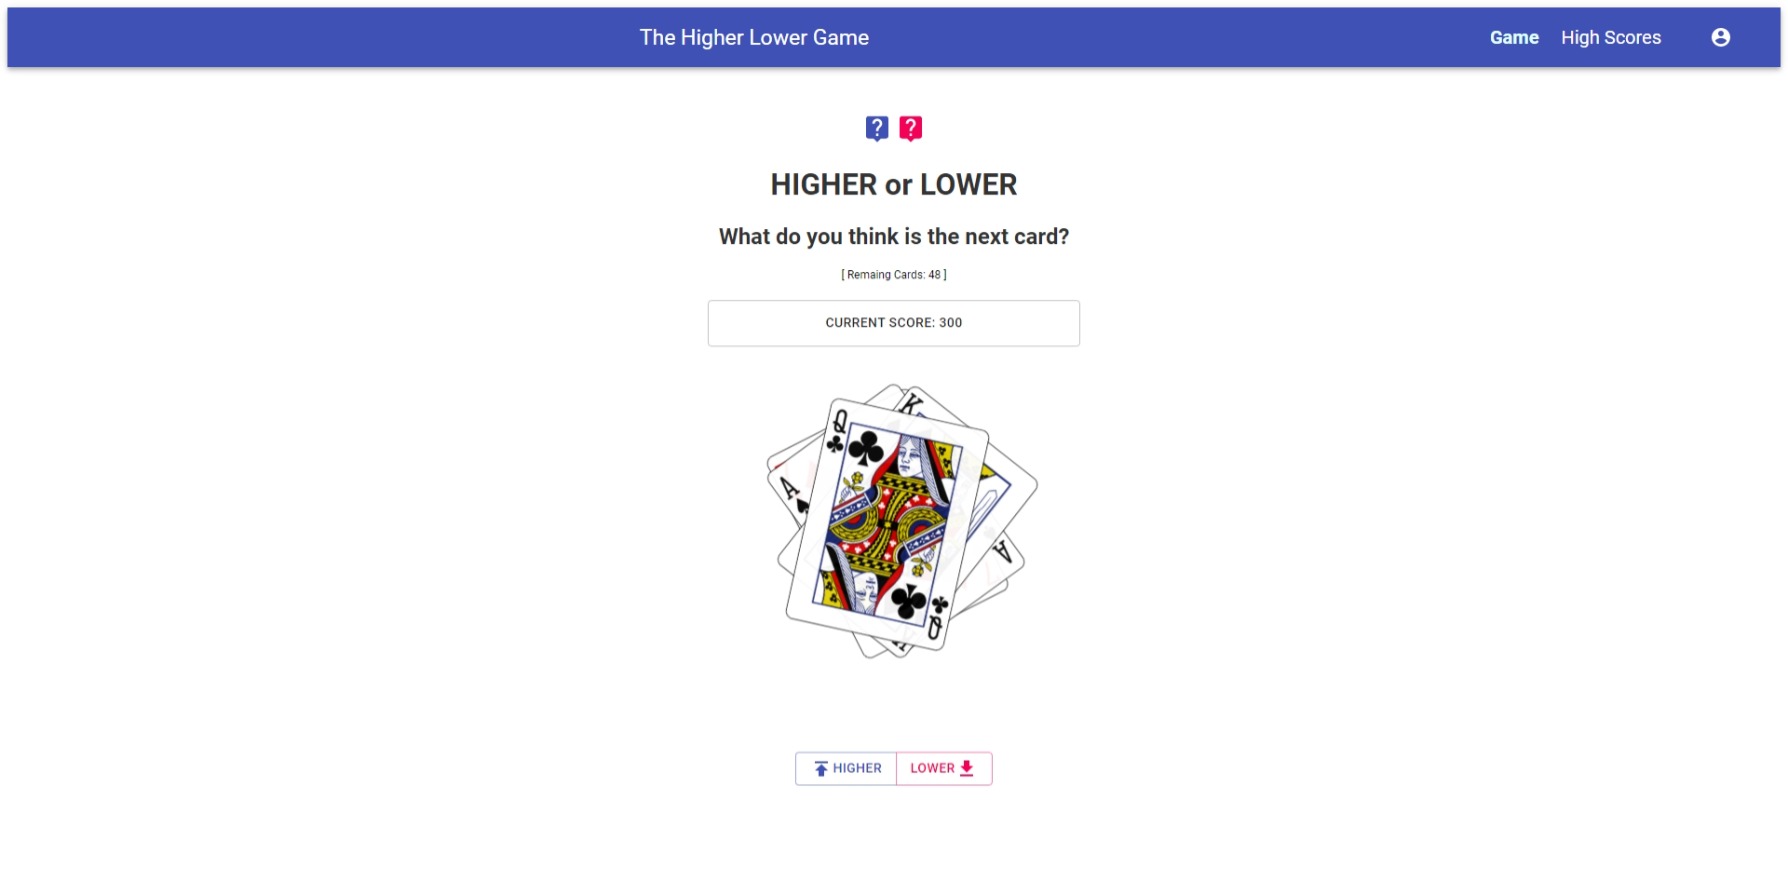 The Higher Lower Game
Game
High Scores
? ?
HIGHER or LOWER
What do you think is the next card?
[ Remaing Cards: 48 ]
CURRENT SCORE: 300
K
Q
A
A
Q
HIGHER
LOWER